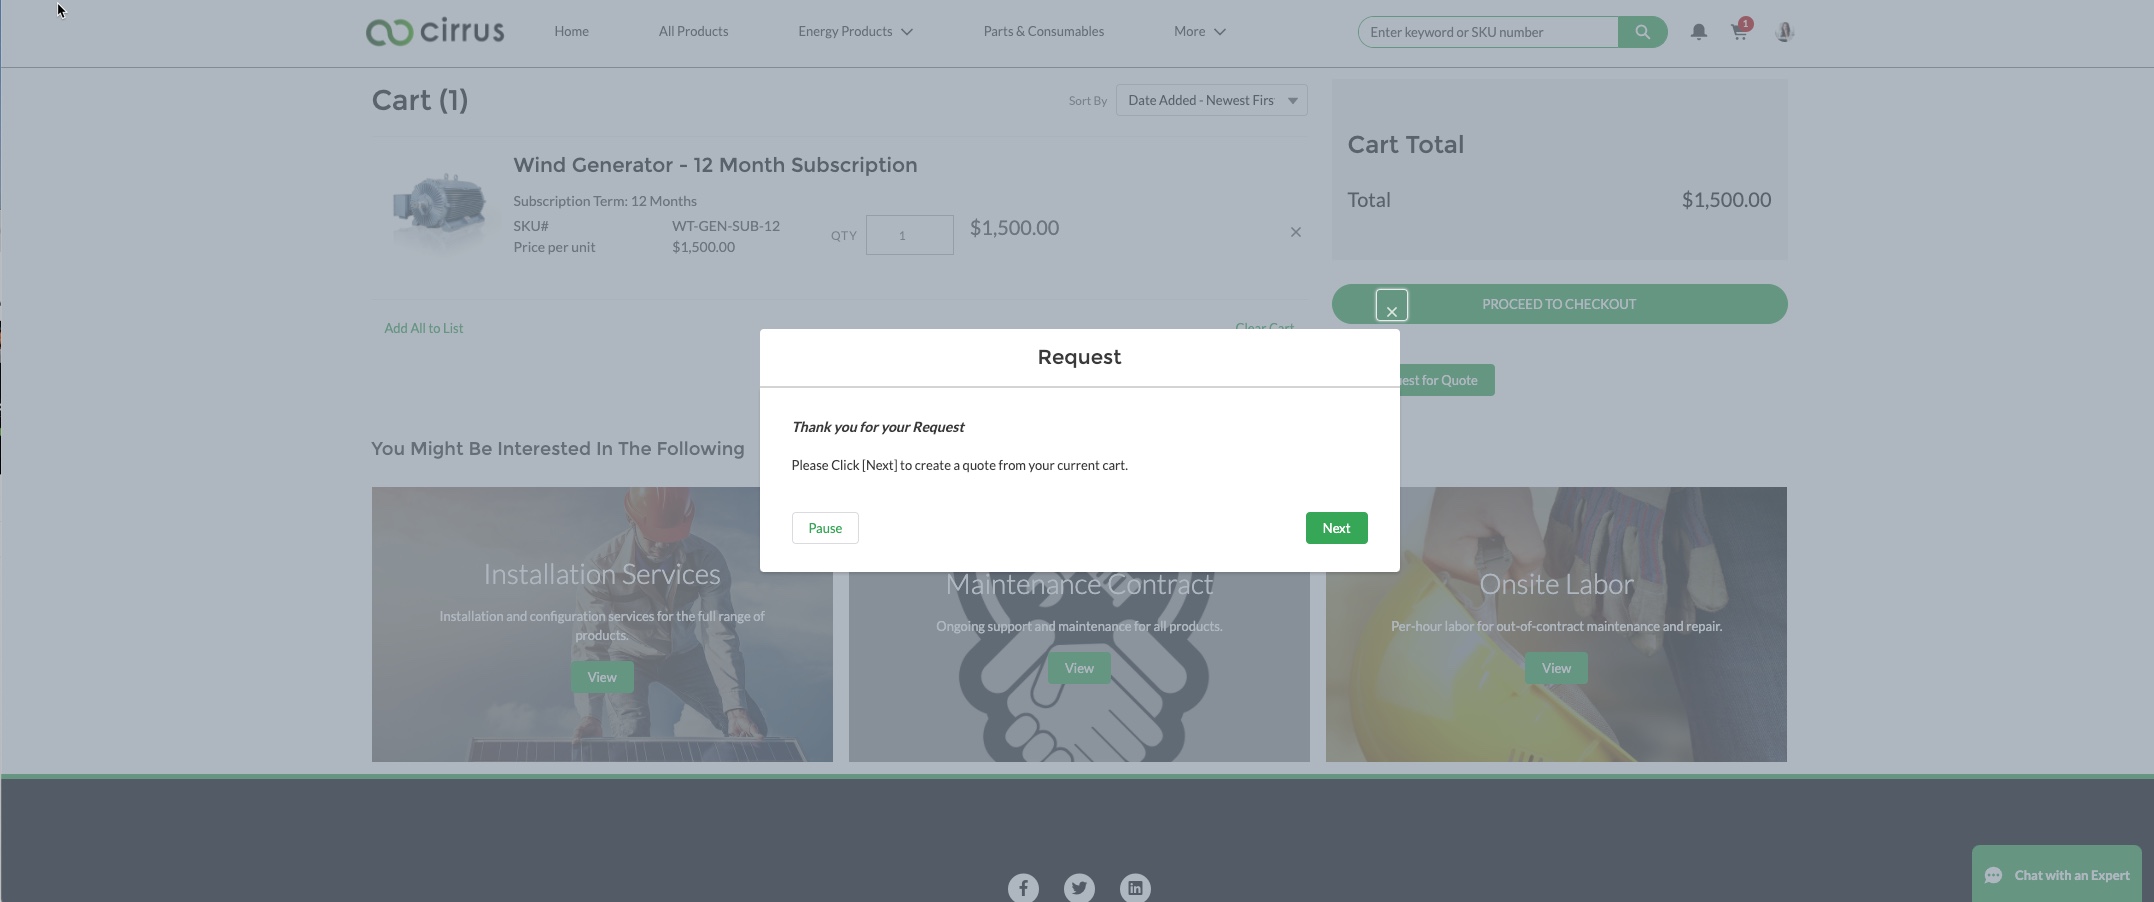 cirrus
Home
All Products
Energy Products
Parts & Consumables
More
Enter keyword or SKU number
1
Cart (1)
Sort By
Date Added - Newest Firs
Wind Generator - 12 Month Subscription
Subscription Term: 12 Months
SKU#
WT-GEN-SUB-12
Price per unit
$1,500.00
QTY
1
$1,500.00
Cart Total
Total
$1,500.00
PROCEED TO CHECKOUT
Add All to List
Clear Cart
for Quote
Request
Thank you for your Request
Please Click [Next] to create a quote from your current cart.
Pause
Next
You Might Be Interested In The Following
Installation Services
Installation and configuration services for the full range of
products.
View
Maintenance Contract
Ongoing support and maintenance for all products.
View
Onsite Labor
Per-hour labor for out-of-contract maintenance and repair.
View
Chat with an Expert